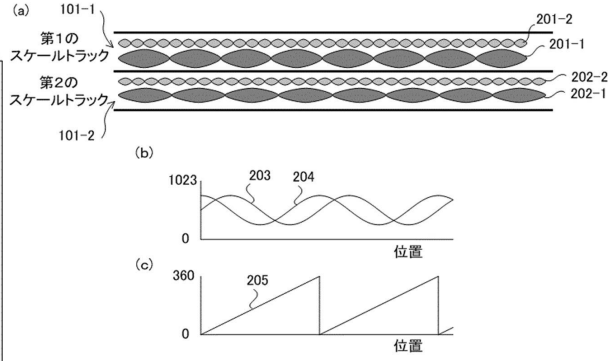 (a)
101-1
第1の
スケールトラック
201-2
201-1
第2の
スケールトラック
202-2
202-1
101-2
(b)
1023
203
204
0
位置
(c)
360
205
0
位置